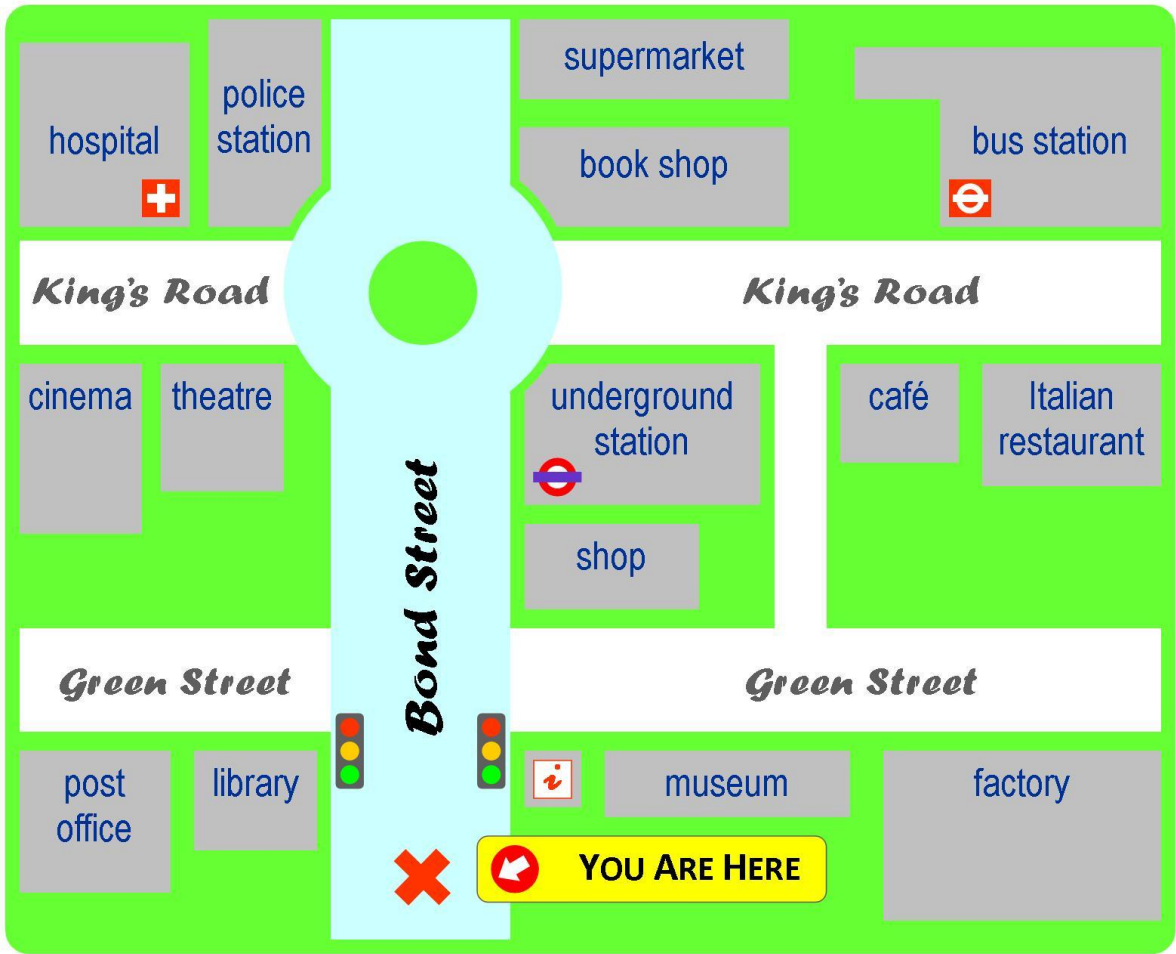 supermarket
police
station
hospital
book shop
bus station
King's Road
King's Road
cinema
theatre
underground
station
café
Italian
restaurant
Bond Street
shop
Green Street
Green Street
post
office
library
i
museum
factory
YOU ARE HERE